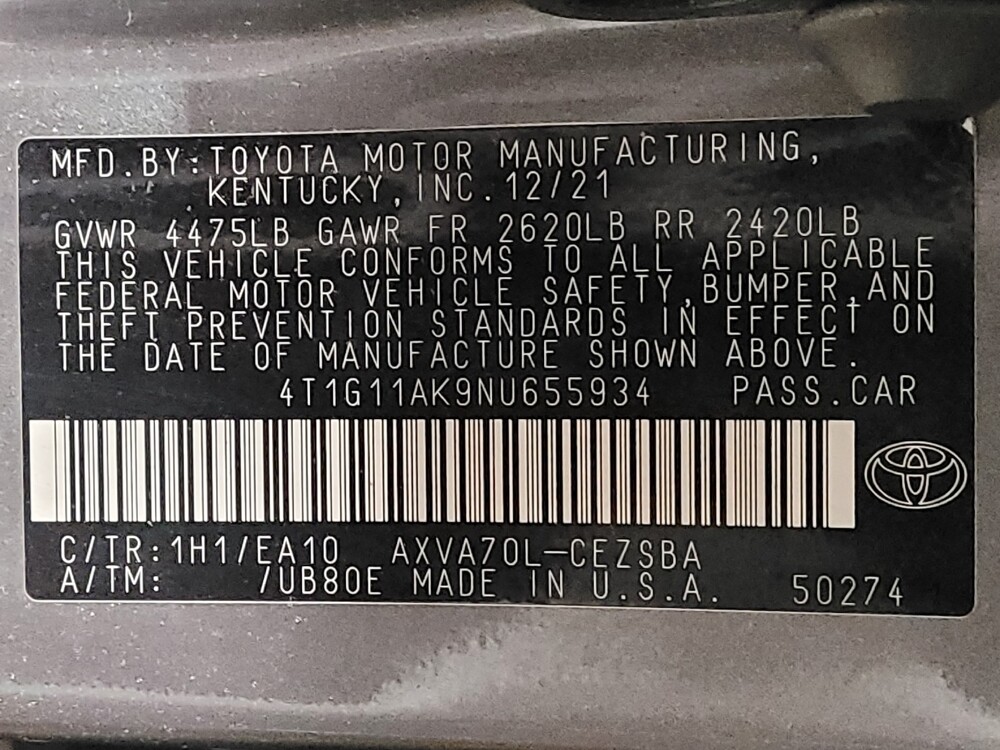 MFD.BY:TOYOTA MOTOR MANUFACTURING,
KENTUCKY,INC.12/21
GVWR 4475LB GAWR FR 2620LB RR 2420LB
THIS VEHICLE CONFORMS TO ALL APPLICABLE
FEDERAL MOTOR VEHICLE SAFETY,BUMPER,AND
THEFT PREVENTION STANDARDS IN EFFECT ON
THE DATE OF MANUFACTURE SHOWN ABOVE.
4T1G11AK9NU655934 PASS.CAR
C/TR:1H1/EA10 AXVA70L-CEZSBA
A/TM: /UB80E MADE IN U.S.A. 50274